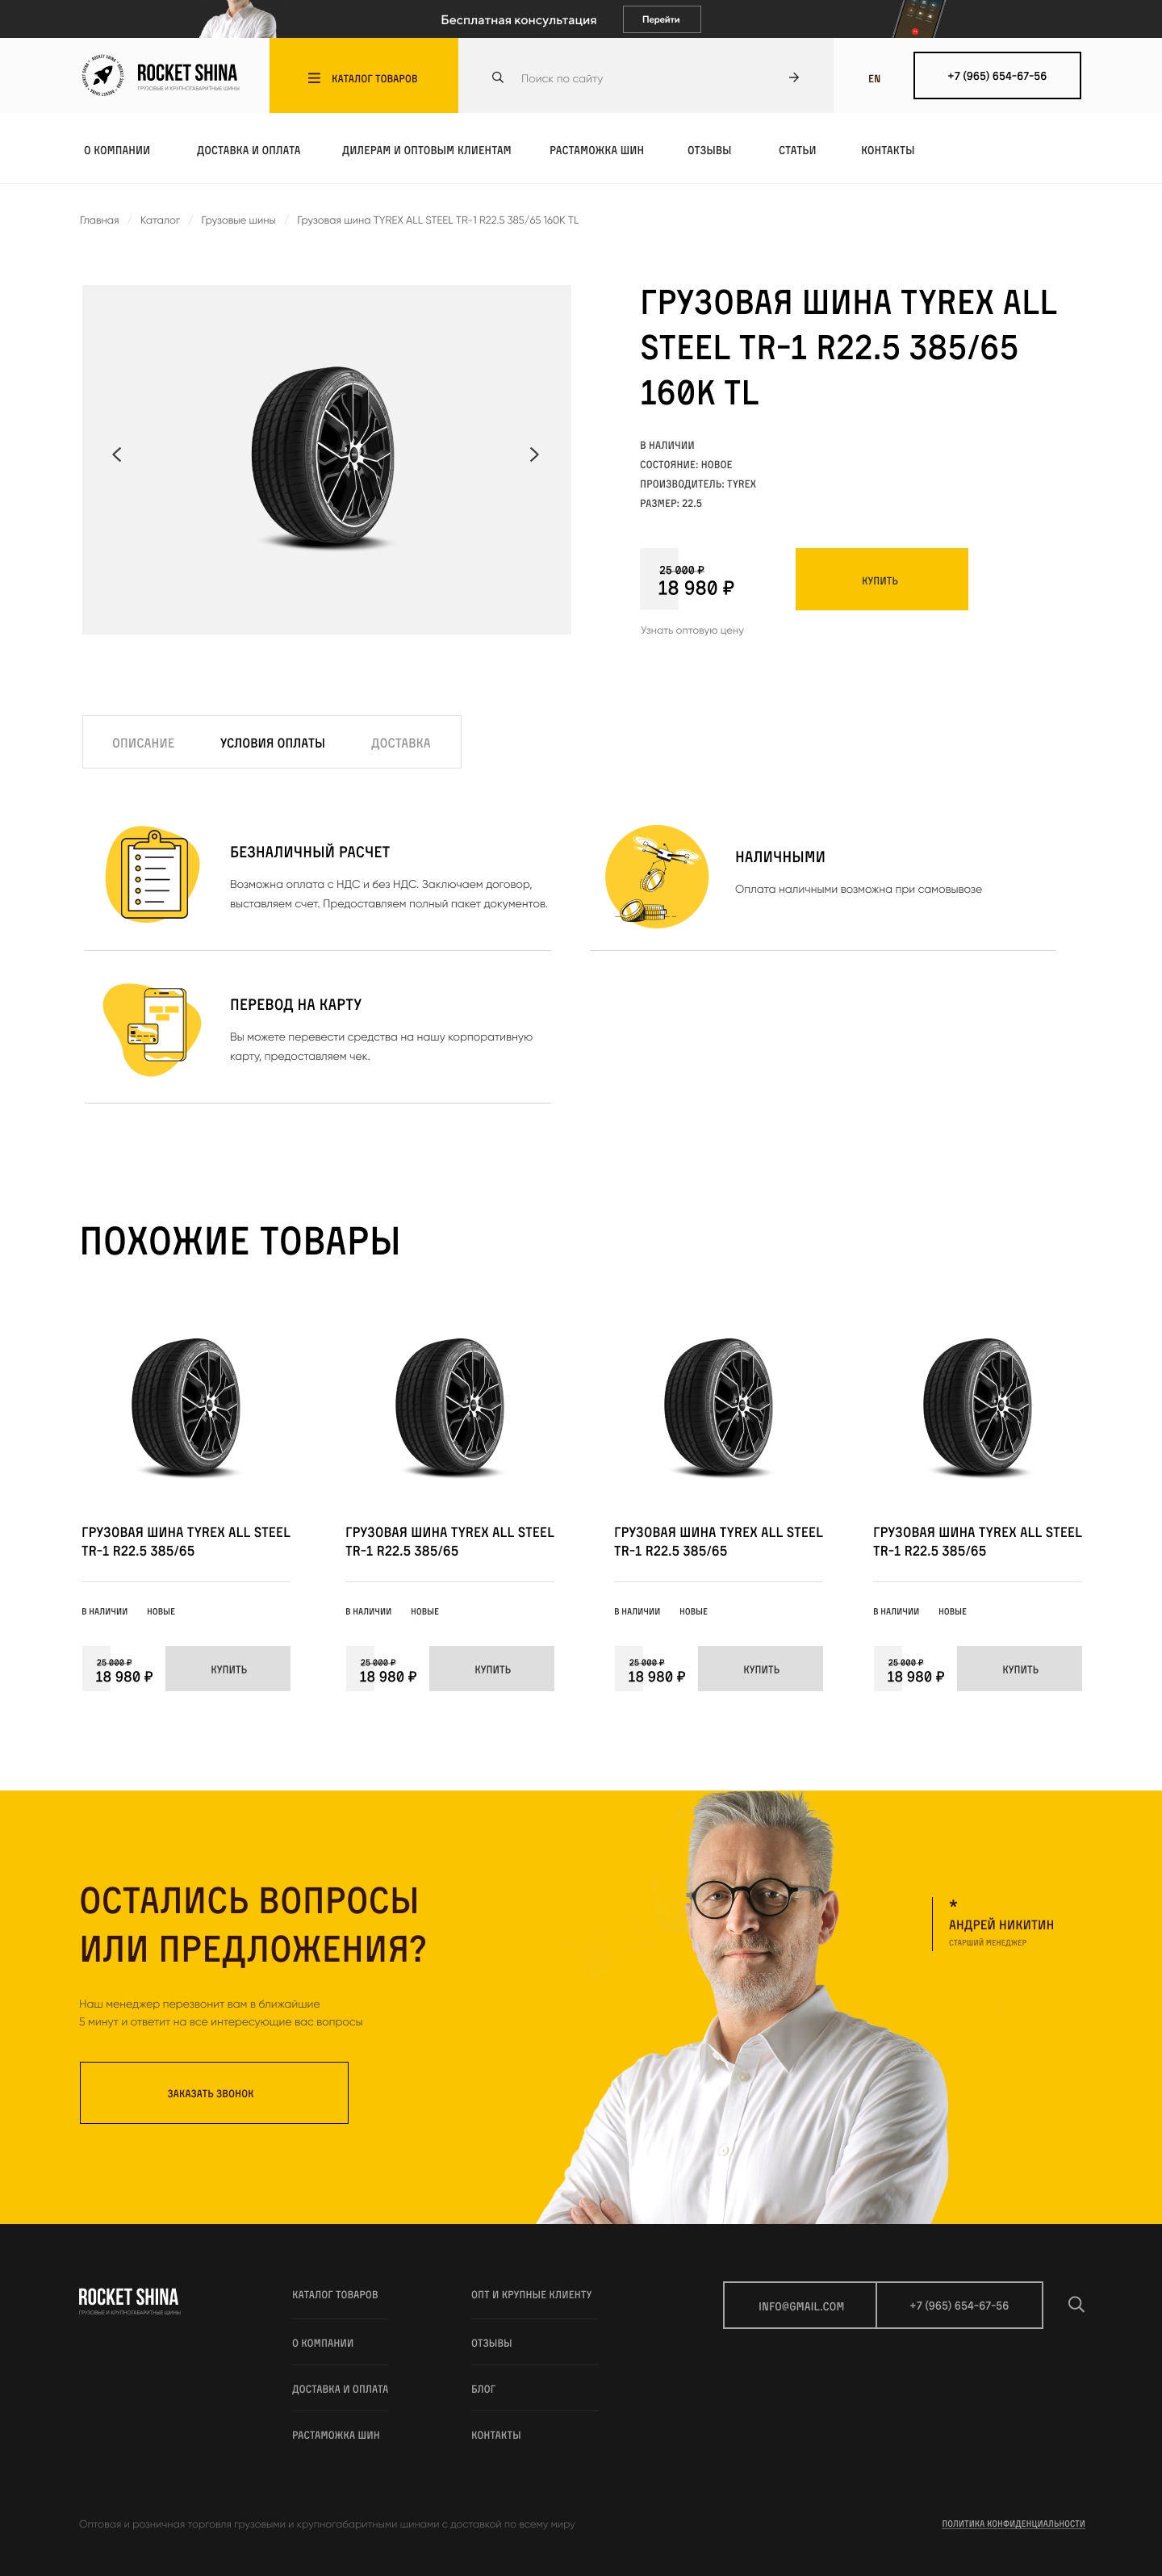 Бесплатная консультация
Перейти
ROCKET SHINA
ГРУЗОВЫЕ И КРУПНОГАБАРИТНЫЕ ШИНЫ
КАТАЛОГ ТОВАРОВ
Поиск по сайту
EN
+7 (965) 654-67-56
О КОМПАНИИ
ДОСТАВКА И ОПЛАТА
ДИЛЕРАМ И ОПТОВЫМ КЛИЕНТАМ
РАСТАМОЖКА ШИН
ОТЗЫВЫ
СТАТЬИ
КОНТАКТЫ
Главная / Каталог / Грузовые шины / Грузовая шина TYREX ALL STEEL TR-1 R22.5 385/65 160K TL
ГРУЗОВАЯ ШИНА TYREX ALL
STEEL TR-1 R22.5 385/65
160K TL
В НАЛИЧИИ
СОСТОЯНИЕ: НОВОЕ
ПРОИЗВОДИТЕЛЬ: TYREX
РАЗМЕР: 22.5
25 000 ₽
18 980 ₽
КУПИТЬ
Узнать оптовую цену
ОПИСАНИЕ
УСЛОВИЯ ОПЛАТЫ
ДОСТАВКА
БЕЗНАЛИЧНЫЙ РАСЧЕТ
Возможна оплата с НДС и без НДС. Заключаем договор,
выставляем счет. Предоставляем полный пакет документов.
НАЛИЧНЫМИ
Оплата наличными возможна при самовывозе
ПЕРЕВОД НА КАРТУ
Вы можете перевести средства на нашу корпоративную
карту, предоставляем чек.
ПОХОЖИЕ ТОВАРЫ
ГРУЗОВАЯ ШИНА TYREX ALL STEEL
TR-1 R22.5 385/65
В НАЛИЧИИ
НОВЫЕ
25 000 ₽
18 980 ₽
КУПИТЬ
ГРУЗОВАЯ ШИНА TYREX ALL STEEL
TR-1 R22.5 385/65
В НАЛИЧИИ
НОВЫЕ
25 000 ₽
18 980 ₽
КУПИТЬ
ГРУЗОВАЯ ШИНА TYREX ALL STEEL
TR-1 R22.5 385/65
В НАЛИЧИИ
НОВЫЕ
25 000 ₽
18 980 ₽
КУПИТЬ
ГРУЗОВАЯ ШИНА TYREX ALL STEEL
TR-1 R22.5 385/65
В НАЛИЧИИ
НОВЫЕ
25 000 ₽
18 980 ₽
КУПИТЬ
ОСТАЛИСЬ ВОПРОСЫ
ИЛИ ПРЕДЛОЖЕНИЯ?
Наш менеджер перезвонит вам в ближайшие
5 минут и ответит на все интересующие вас вопросы
ЗАКАЗАТЬ ЗВОНОК
*
АНДРЕЙ НИКИТИН
СТАРШИЙ МЕНЕДЖЕР
ROCKET SHINA
ГРУЗОВЫЕ И КРУПНОГАБАРИТНЫЕ ШИНЫ
КАТАЛОГ ТОВАРОВ
О КОМПАНИИ
ДОСТАВКА И ОПЛАТА
РАСТАМОЖКА ШИН
ОПТ И КРУПНЫЕ КЛИЕНТУ
ОТЗЫВЫ
БЛОГ
КОНТАКТЫ
INFO@GMAIL.COM
+7 (965) 654-67-56
Оптовая и розничная торговля грузовыми и крупногабаритными шинами с доставкой по всему миру
ПОЛИТИКА КОНФИДЕНЦИАЛЬНОСТИ